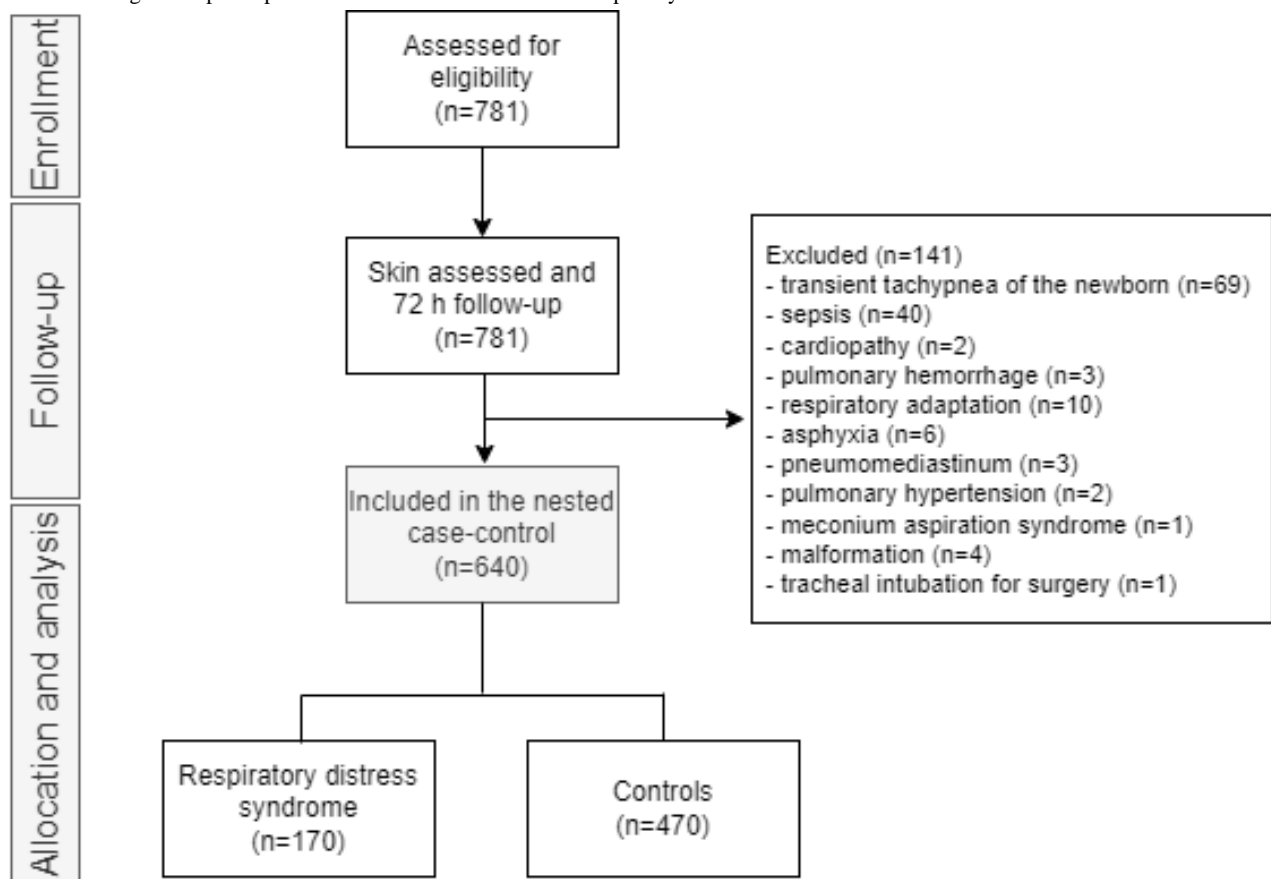 Enrollment
Assessed for
eligibility
(n=781)
Follow-up
Skin assessed and
72 h follow-up
(n=781)
Excluded (n=141)
- transient tachypnea of the newborn (n=69)
- sepsis (n=40)
- cardiopathy (n=2)
- pulmonary hemorrhage (n=3)
- respiratory adaptation (n=10)
- asphyxia (n=6)
- pneumomediastinum (n=3)
- pulmonary hypertension (n=2)
- meconium aspiration syndrome (n=1)
- malformation (n=4)
- tracheal intubation for surgery (n=1)
Allocation and analysis
Included in the nested
case-control
(n=640)
Respiratory distress
syndrome
(n=170)
Controls
(n=470)